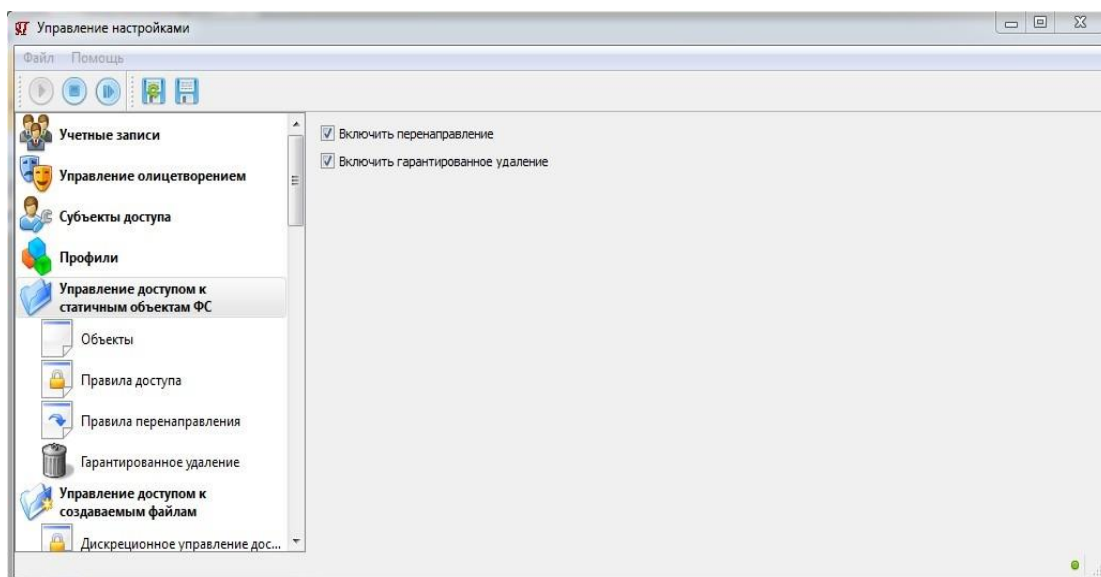 Управление настройками
Файл Помощь
Учетные записи
Управление олицетворением
Субъекты доступа
Профили
Управление доступом к
статичным объектам ФС
Объекты
Правила доступа
Правила перенаправления
Гарантированное удаление
Управление доступом к
создаваемым файлам
Дискреционное управление дос...
Включить перенаправление
Включить гарантированное удаление